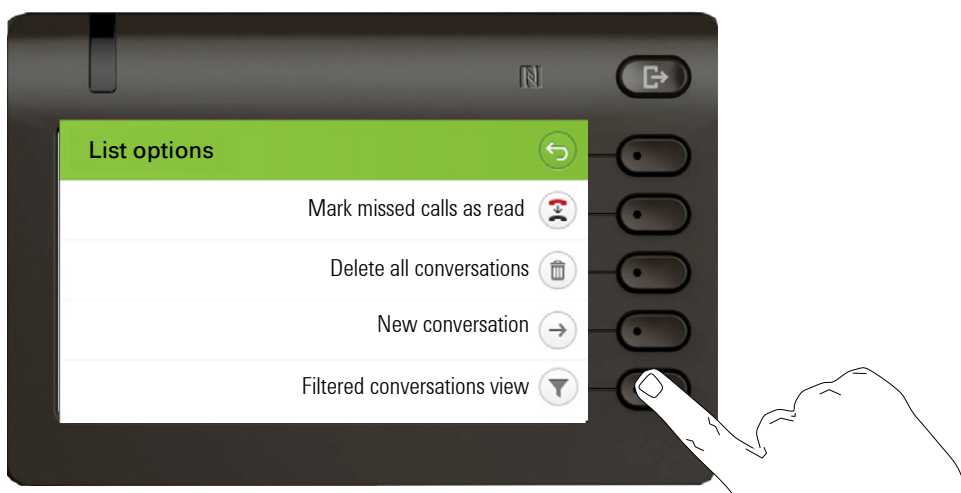 List options
Mark missed calls as read
Delete all conversations
New conversation
Filtered conversations view